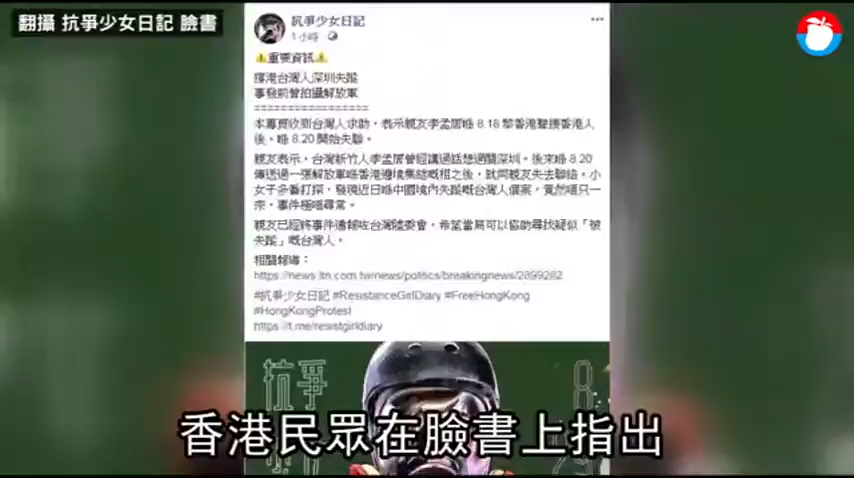 翻攝 抗爭少女日記 臉書
抗爭少女日記
1 小時
⚠重要資訊⚠
撐港台灣人深圳失蹤
事發前曾拍攝解放軍
==================
本專頁收到台灣人求助,表示親友李孟居喺 8.18 黎香港聲援香港人
後,喺 8.20 開始失聯。
親友表示,台灣新竹人李孟居曾經講過話想過關深圳。後來喺 8.20
傳送過一張解放軍喺香港邊境集結嘅相之後,就同親友失去聯絡。小
女子多番打探,發現近日喺中國境內失蹤嘅台灣人個案,竟然唔只一
宗,事件極唔尋常。
親友已經將事件通報咗台灣陸委會,希望當局可以協助尋找疑似「被
失蹤」嘅台灣人。
相關報導:
https://news.ltn.com.tw/news/politics/breakingnews/2899262
#抗爭少女日記 #ResistanceGirlDiary #FreeHongKong
#HongKongProtest
https://t.me/resistgirldiary
抗爭
香港民眾在臉書上指出